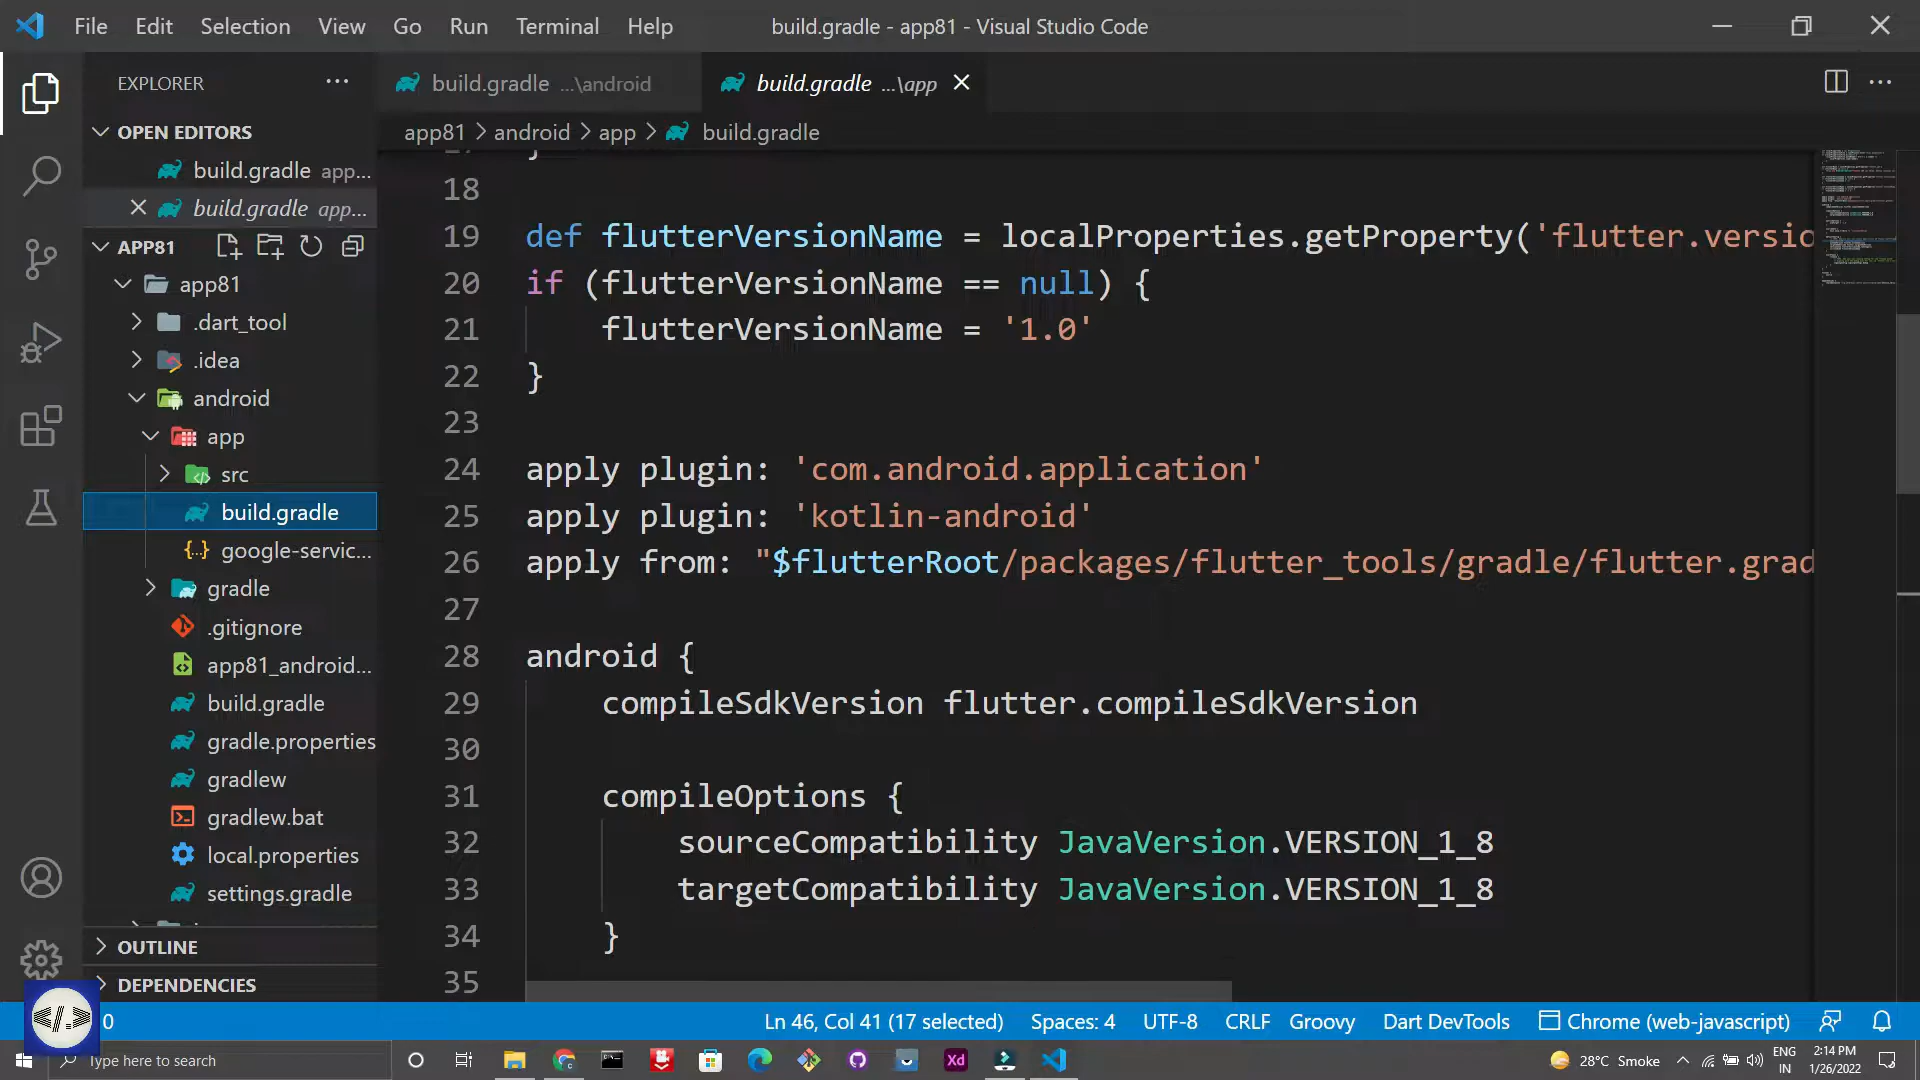 File Edit Selection View Go Run Terminal Help
build.gradle - app81 - Visual Studio Code
EXPLORER
build.gradle ...\android
build.gradle ...\app
OPEN EDITORS
app81 > android > app > build.gradle
build.gradle app...
build.gradle app...
APP81
app81
.dart_tool
.idea
android
app
src
build.gradle
google-servic...
gradle
.gitignore
app81_android...
build.gradle
gradle.properties
gradlew
gradlew.bat
local.properties
settings.gradle
OUTLINE
DEPENDENCIES
18
19 def flutterVersionName = localProperties.getProperty('flutter.versio
20 if (flutterVersionName == null) {
21 flutterVersionName = '1.0'
22 }
23
24 apply plugin: 'com.android.application'
25 apply plugin: 'kotlin-android'
26 apply from: "$flutterRoot/packages/flutter_tools/gradle/flutter.grad
27
28 android {
29 compileSdkVersion flutter.compileSdkVersion
30
31 compileOptions {
32 sourceCompatibility JavaVersion.VERSION_1_8
33 targetCompatibility JavaVersion.VERSION_1_8
34 }
35
</.>
0
Ln 46, Col 41 (17 selected) Spaces: 4 UTF-8 CRLF Groovy Dart DevTools Chrome (web-javascript)
Type here to search
Xd
28°C Smoke
ENG
IN
2:14 PM
1/26/2022